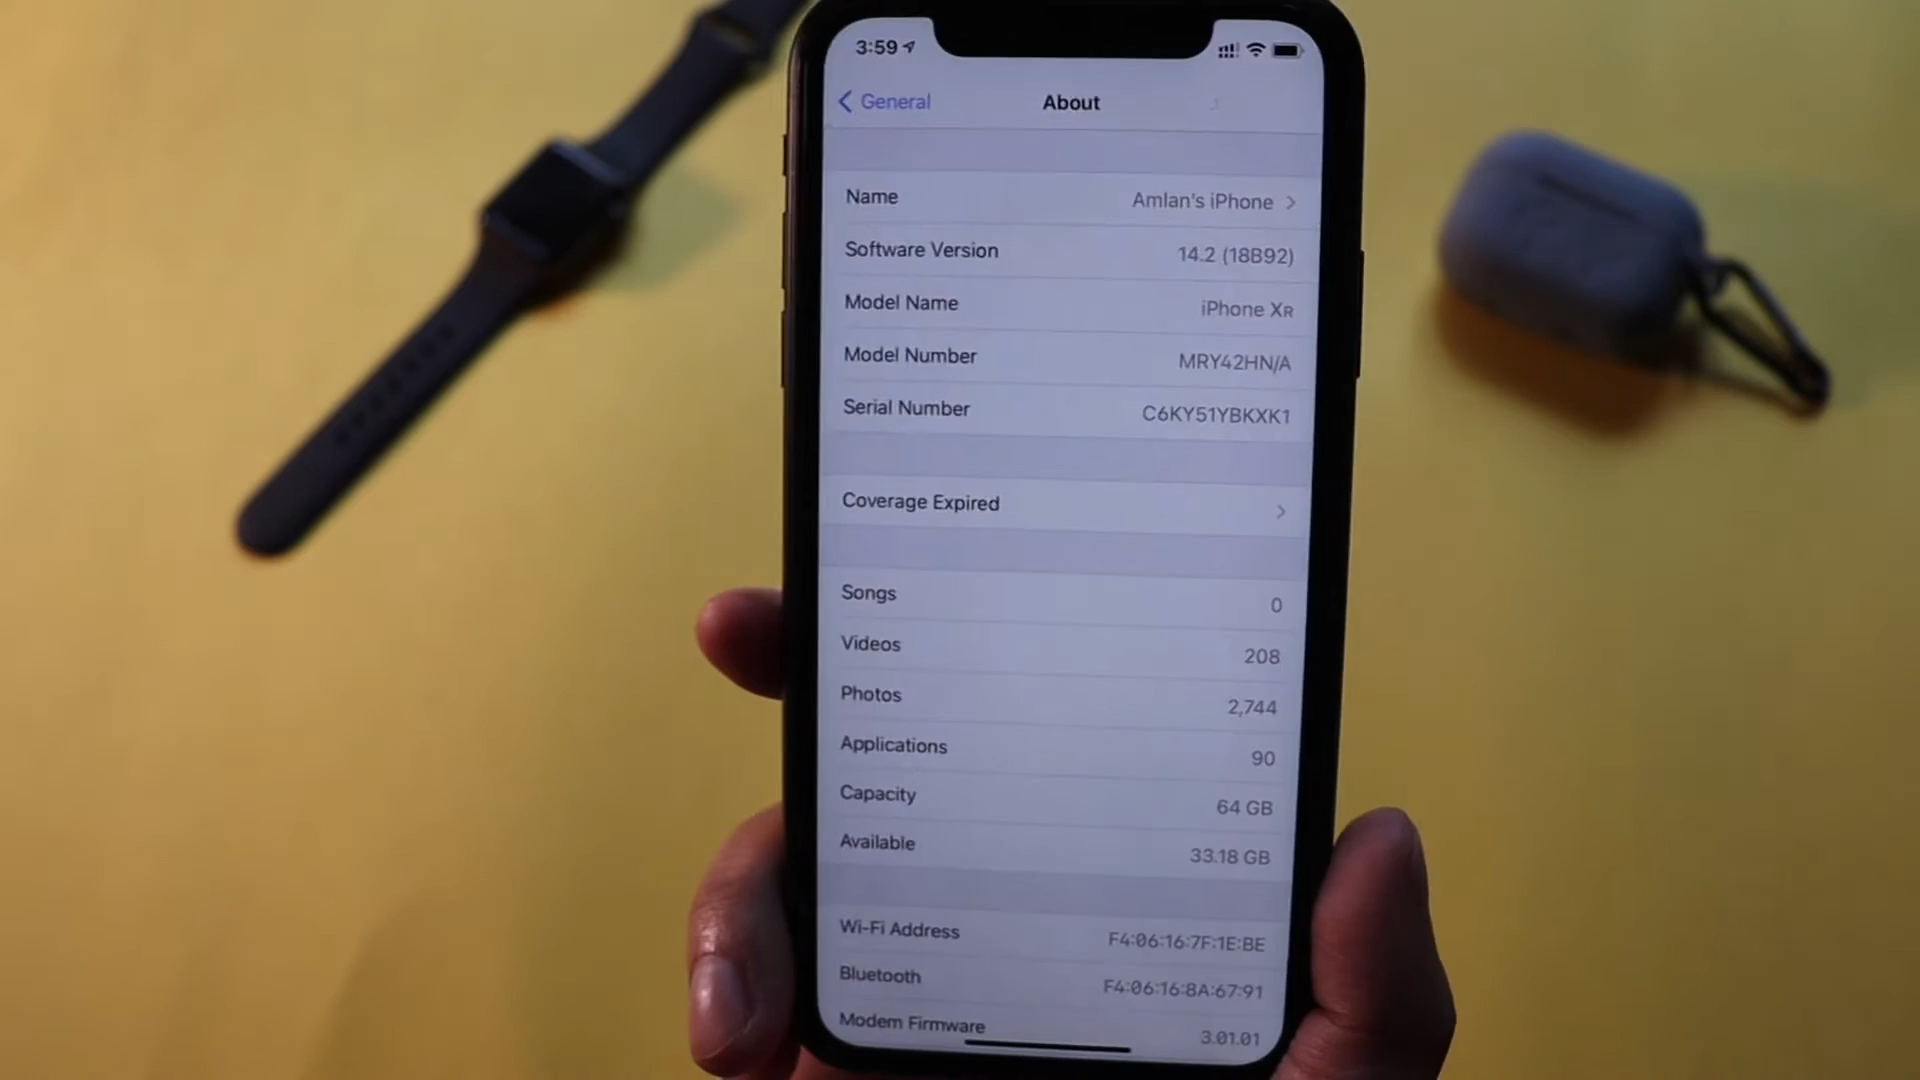 3:59
General
About
Name
Amlan's iPhone
Software Version
14.2 (18B92)
Model Name
iPhone XR
Model Number
MRY42HN/A
Serial Number
C6KY51YBKXK1
Coverage Expired
Songs
0
Videos
208
Photos
2,744
Applications
90
Capacity
64 GB
Available
33.18 GB
Wi-Fi Address
F4:06:16:7F:1E:BE
Bluetooth
F4:06:16:8A:67:91
Modem Firmware
3.01.01